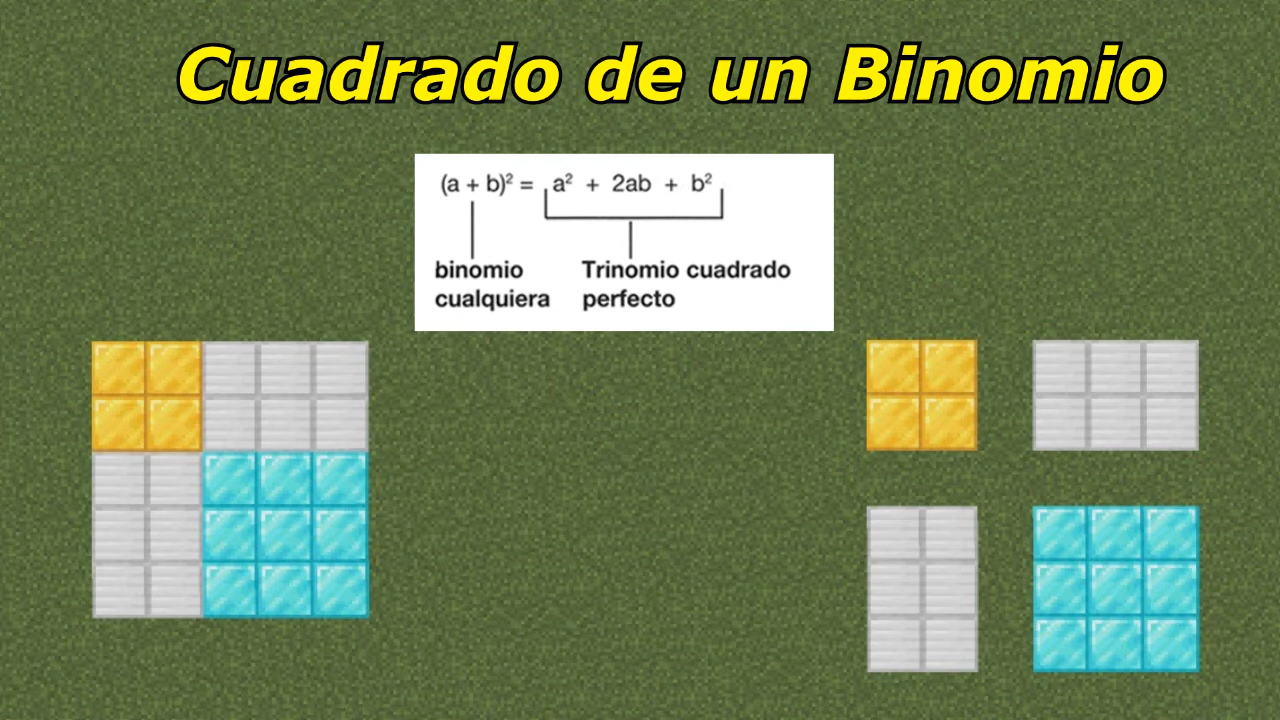 Cuadrado de un Binomio
(a + b)² = a² + 2ab + b²
binomio cualquiera
Trinomio cuadrado perfecto